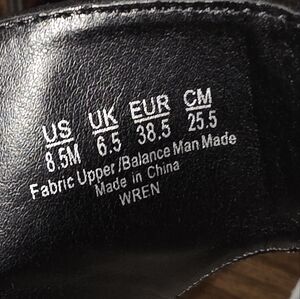 US UK EUR CM
8.5M 6.5 38.5 25.5
Fabric Upper/Balance Man Made
Made in China
WREN